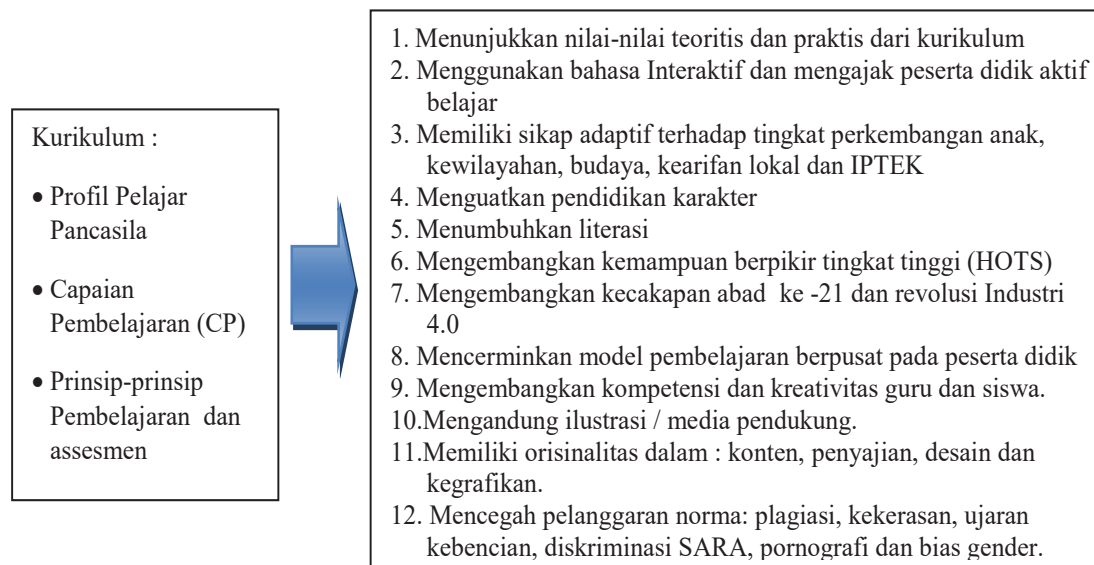 Kurikulum :
• Profil Pelajar
Pancasila
• Capaian
Pembelajaran (CP)
• Prinsip-prinsip
Pembelajaran dan
assesmen
1. Menunjukkan nilai-nilai teoritis dan praktis dari kurikulum
2. Menggunakan bahasa Interaktif dan mengajak peserta didik aktif
belajar
3. Memiliki sikap adaptif terhadap tingkat perkembangan anak,
kewilayahan, budaya, kearifan lokal dan IPTEK
4. Menguatkan pendidikan karakter
5. Menumbuhkan literasi
6. Mengembangkan kemampuan berpikir tingkat tinggi (HOTS)
7. Mengembangkan kecakapan abad ke -21 dan revolusi Industri
4.0
8. Mencerminkan model pembelajaran berpusat pada peserta didik
9. Mengembangkan kompetensi dan kreativitas guru dan siswa.
10.Mengandung ilustrasi / media pendukung.
11.Memiliki orisinalitas dalam : konten, penyajian, desain dan
kegrafikan.
12. Mencegah pelanggaran norma: plagiasi, kekerasan, ujaran
kebencian, diskriminasi SARA, pornografi dan bias gender.